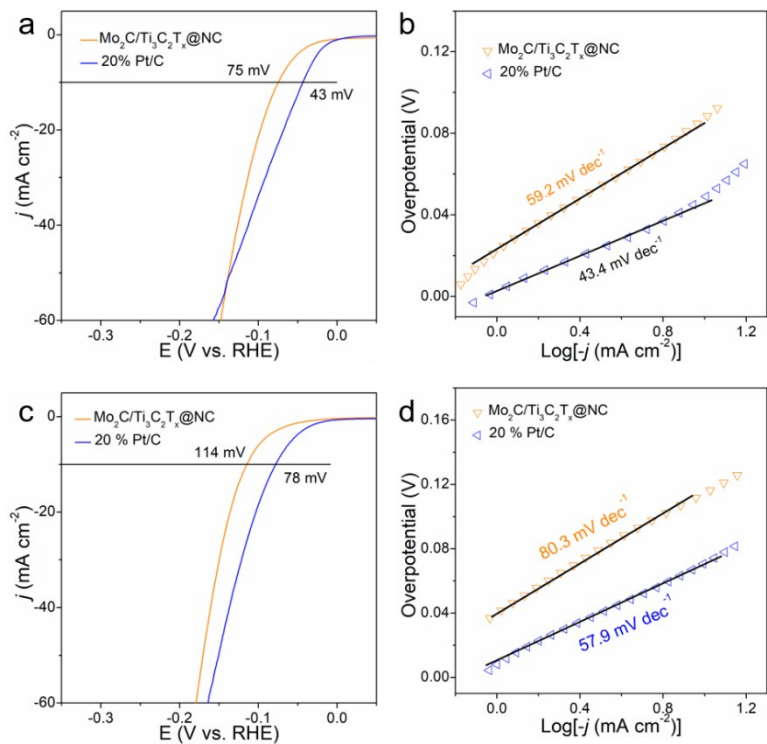 a
Mo₂C/Ti₃C₂Tₓ@NC
20% Pt/C
75 mV
43 mV
0
-20
-40
-60
j (mA cm⁻²)
-0.3
-0.2
-0.1
0.0
E (V vs. RHE)
b
Mo₂C/Ti₃C₂Tₓ@NC
20% Pt/C
59.2 mV dec⁻¹
43.4 mV dec⁻¹
0.12
0.08
0.04
0.00
Overpotential (V)
0.0
0.4
0.8
1.2
Log[-j (mA cm⁻²)]
c
Mo₂C/Ti₃C₂Tₓ@NC
20 % Pt/C
114 mV
78 mV
0
-20
-40
-60
j (mA cm⁻²)
-0.3
-0.2
-0.1
0.0
E (V vs. RHE)
d
Mo₂C/Ti₃C₂Tₓ@NC
20 % Pt/C
80.3 mV dec⁻¹
57.9 mV dec⁻¹
0.16
0.12
0.08
0.04
0.00
Overpotential (V)
0.0
0.4
0.8
1.2
Log[-j (mA cm⁻²)]